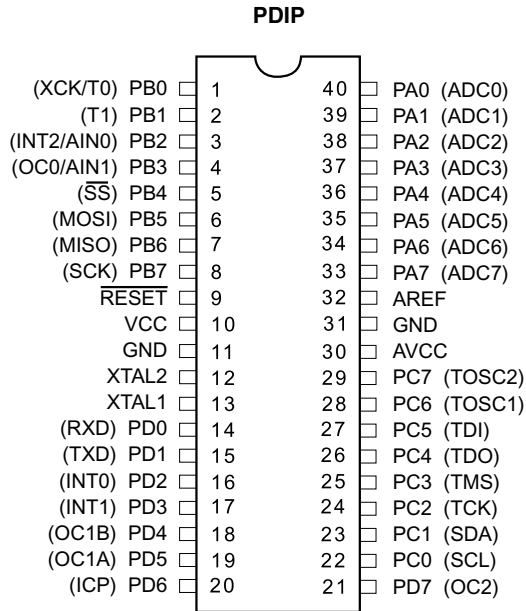 PDIP
(XCK/T0) PB0 1 40 PA0 (ADC0)
(T1) PB1 2 39 PA1 (ADC1)
(INT2/AIN0) PB2 3 38 PA2 (ADC2)
(OC0/AIN1) PB3 4 37 PA3 (ADC3)
(S̅S̅) PB4 5 36 PA4 (ADC4)
(MOSI) PB5 6 35 PA5 (ADC5)
(MISO) PB6 7 34 PA6 (ADC6)
(SCK) PB7 8 33 PA7 (ADC7)
R̅E̅S̅E̅T̅ 9 32 AREF
VCC 10 31 GND
GND 11 30 AVCC
XTAL2 12 29 PC7 (TOSC2)
XTAL1 13 28 PC6 (TOSC1)
(RXD) PD0 14 27 PC5 (TDI)
(TXD) PD1 15 26 PC4 (TDO)
(INT0) PD2 16 25 PC3 (TMS)
(INT1) PD3 17 24 PC2 (TCK)
(OC1B) PD4 18 23 PC1 (SDA)
(OC1A) PD5 19 22 PC0 (SCL)
(ICP) PD6 20 21 PD7 (OC2)